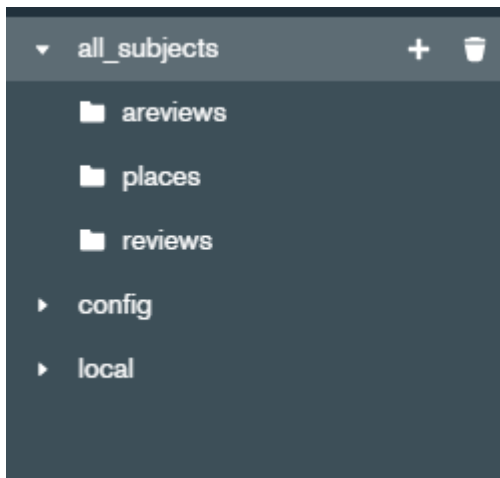 all_subjects
areviews
places
reviews
config
local